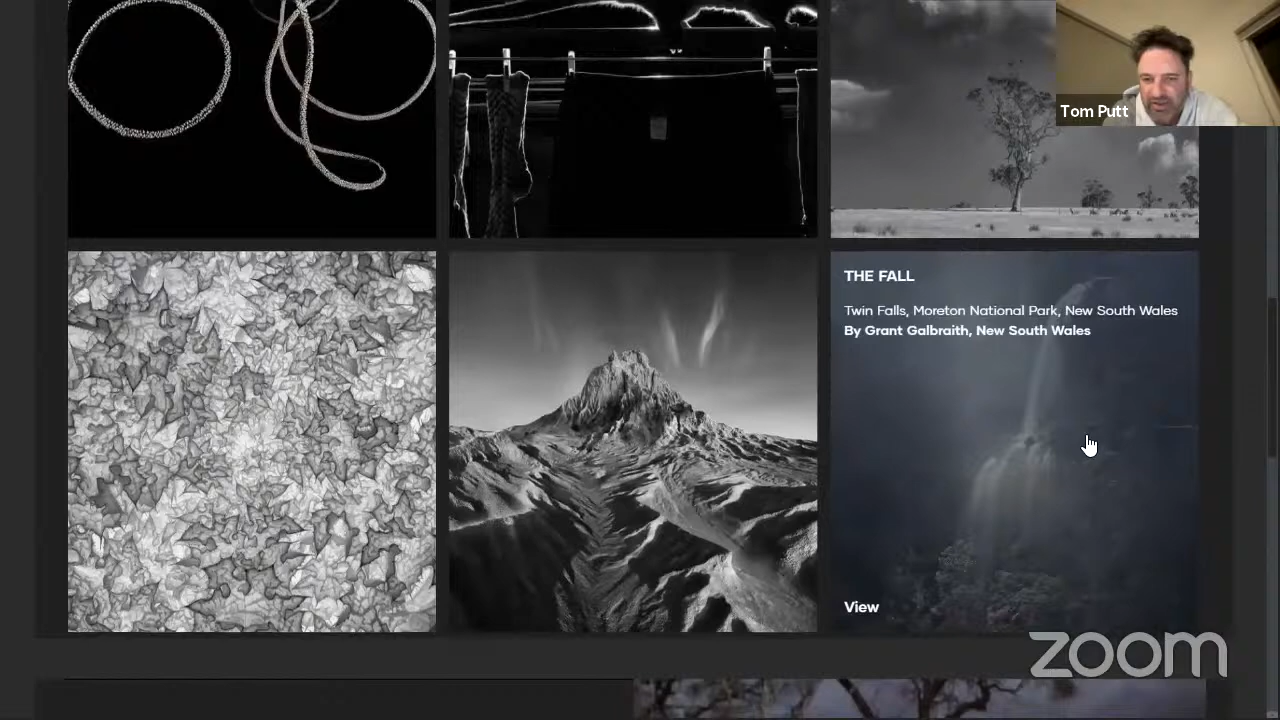 Tom Putt
THE FALL
Twin Falls, Moreton National Park, New South Wales
By Grant Galbraith, New South Wales
View
zoom